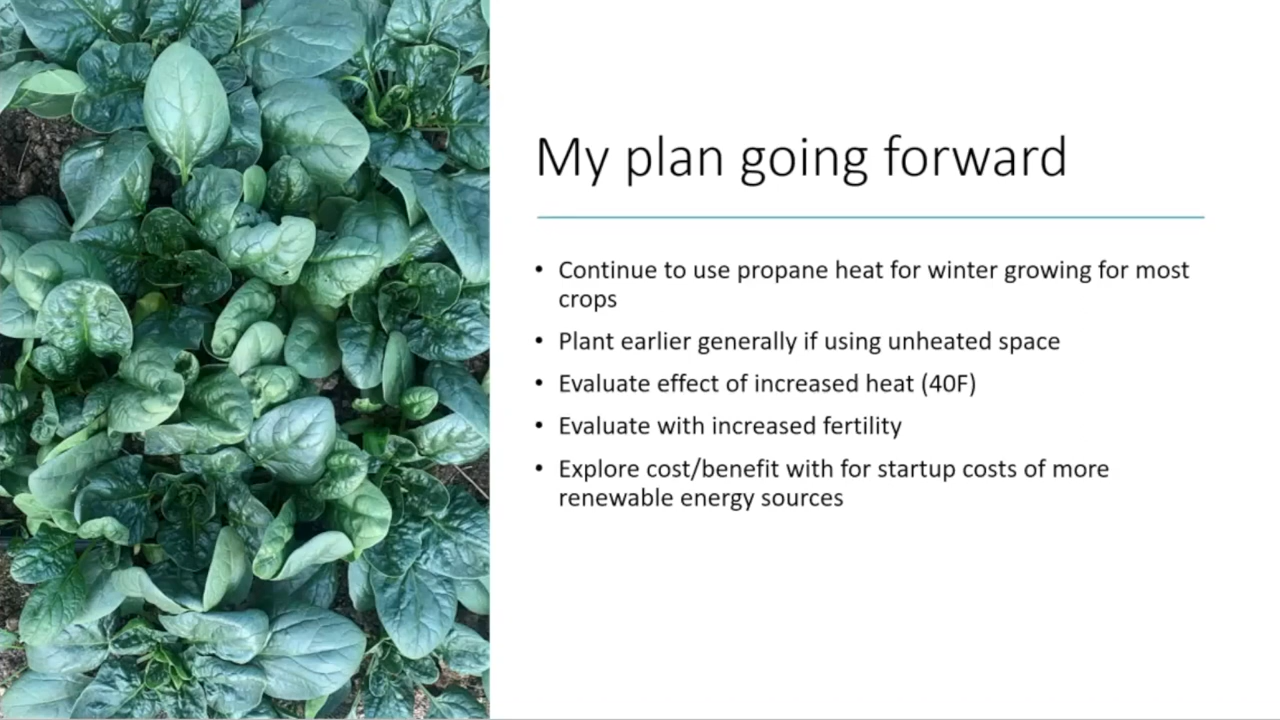 My plan going forward
• Continue to use propane heat for winter growing for most
crops
• Plant earlier generally if using unheated space
• Evaluate effect of increased heat (40F)
• Evaluate with increased fertility
• Explore cost/benefit with for startup costs of more
renewable energy sources